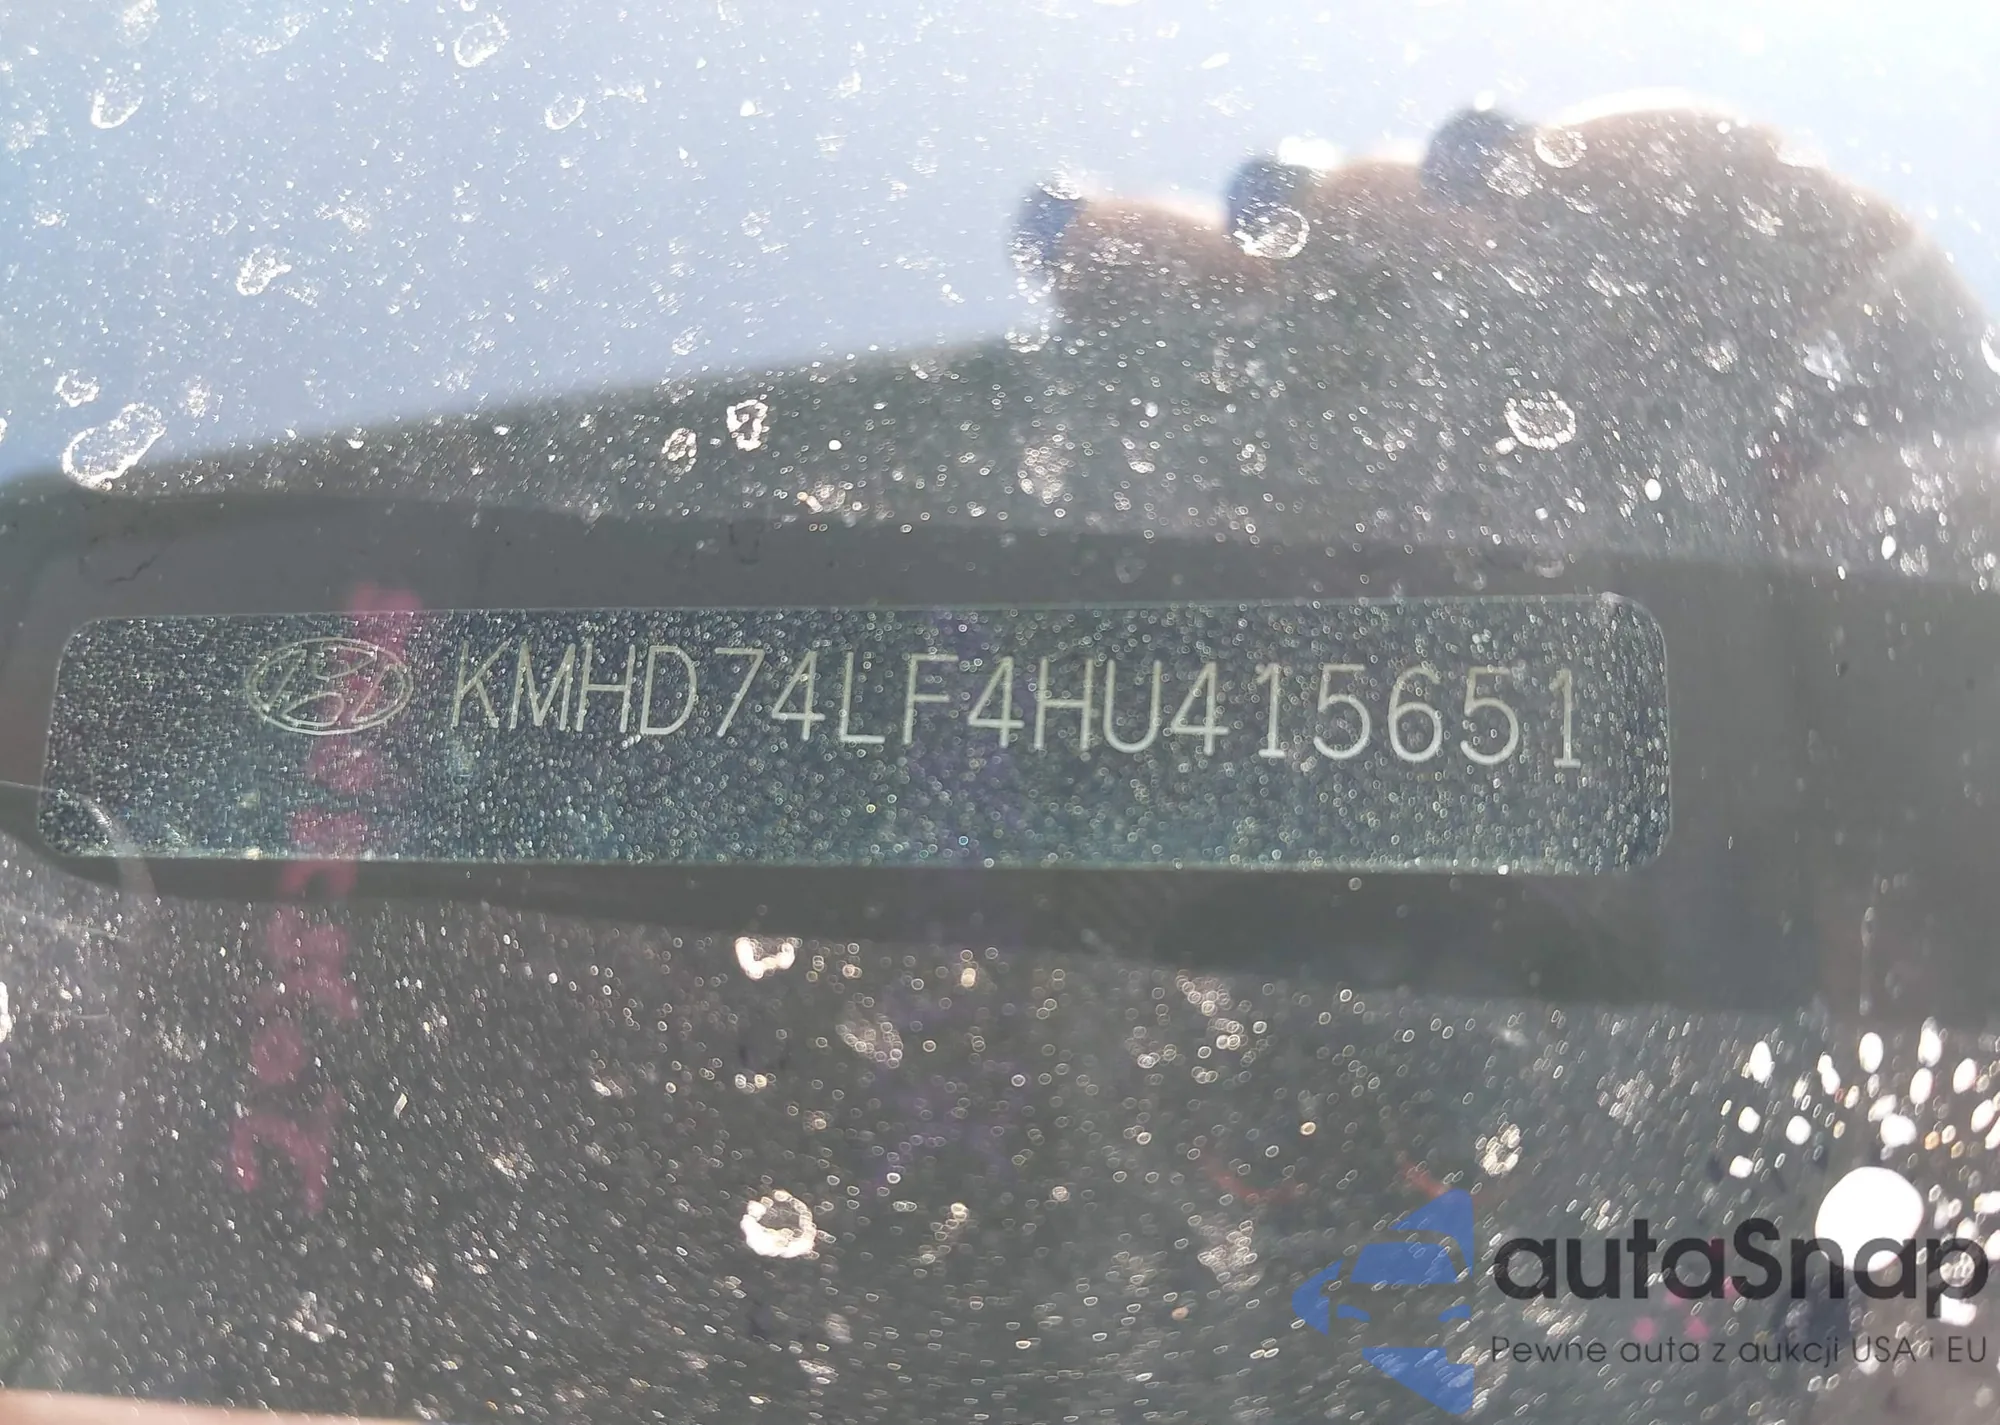 KMHD74LF4HU415651
autaSnap
Pewne auta z aukcji USA i EU